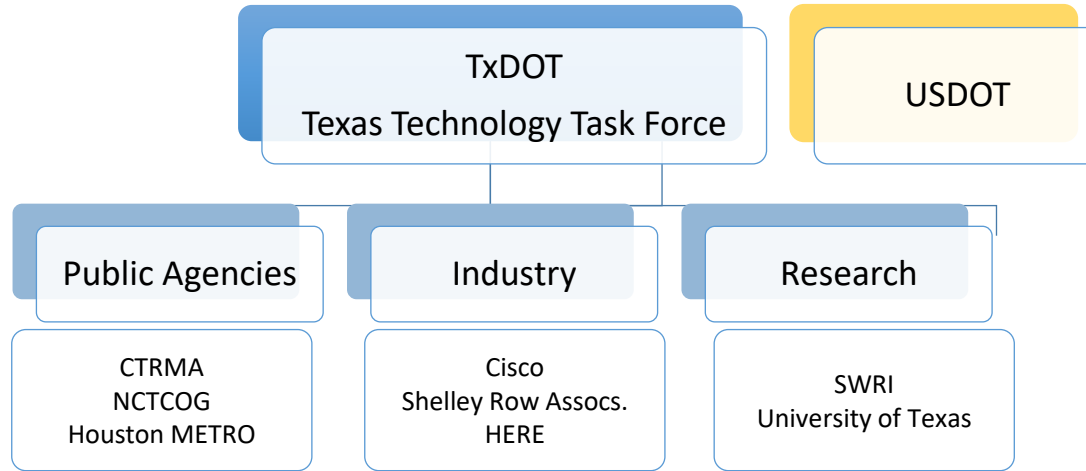 TxDOT
Texas Technology Task Force
USDOT
Public Agencies
Industry
Research
CTRMA
NCTCOG
Houston METRO
Cisco
Shelley Row Assocs.
HERE
SWRI
University of Texas